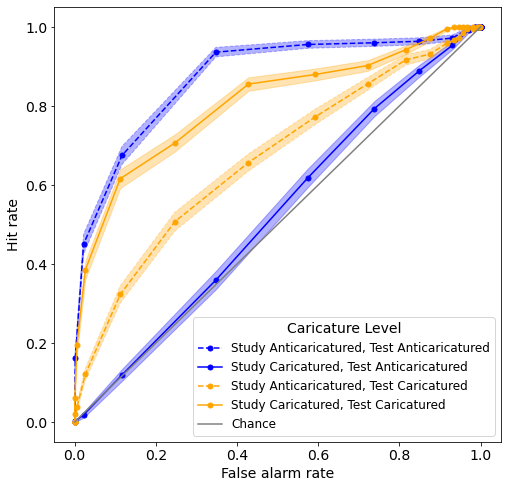 1.0
0.8
0.6
0.4
0.2
0.0
Hit rate
Caricature Level
Study Anticaricatured, Test Anticaricatured
Study Caricatured, Test Anticaricatured
Study Anticaricatured, Test Caricatured
Study Caricatured, Test Caricatured
Chance
0.0 0.2 0.4 0.6 0.8 1.0
False alarm rate